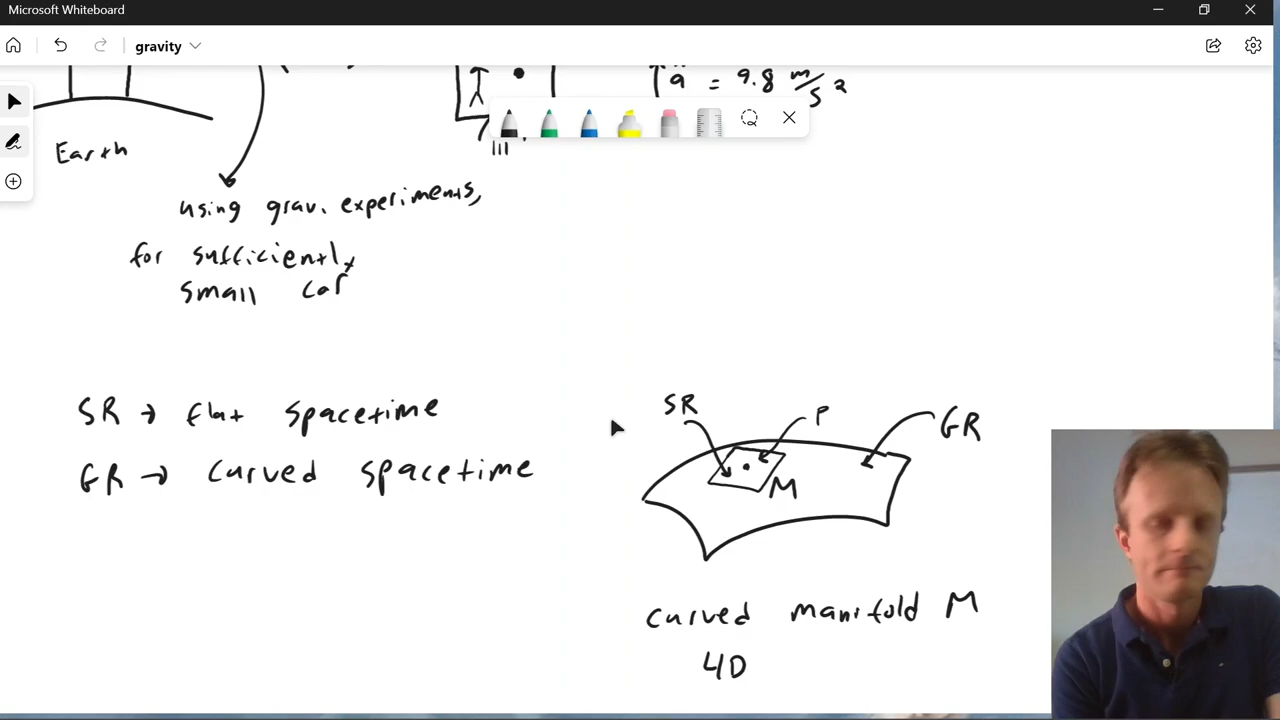 Microsoft Whiteboard
gravity
a = 9.8 m/s2
Earth
using grav. experiments,
for sufficiently
small car
SR → flat spacetime
GR → curved spacetime
SR
P
GR
M
curved manifold M
4D